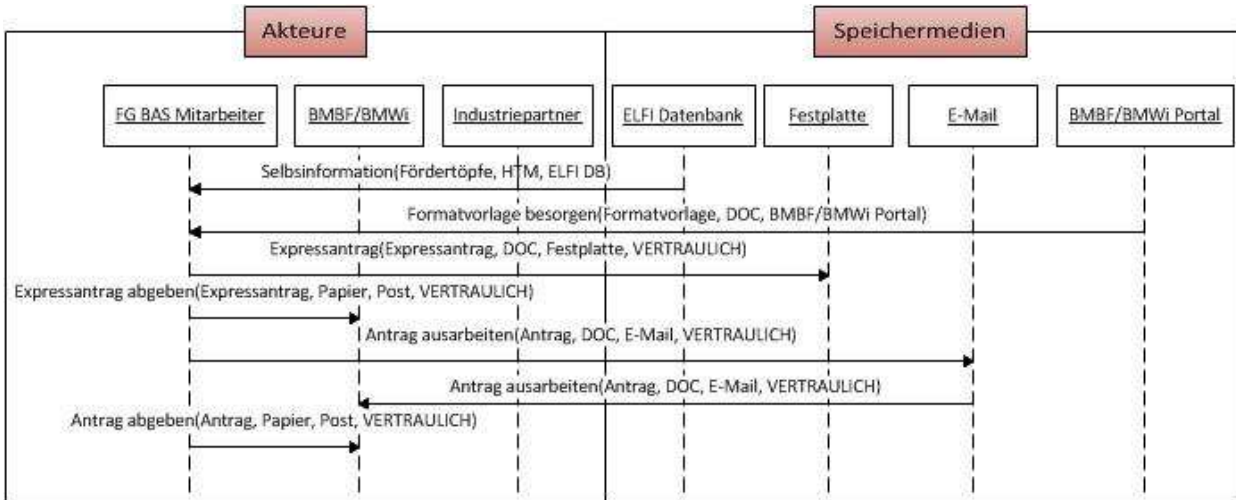 Akteure
Speichermedien
FG BAS Mitarbeiter
BMBF/BMWi
Industriepartner
ELFI Datenbank
Festplatte
E-Mail
BMBF/BMWi Portal
Selbsinformation(Fördertöpfe, HTM, ELFI DB)
Formatvorlage besorgen(Formatvorlage, DOC, BMBF/BMWi Portal)
Expressantrag(Expressantrag, DOC, Festplatte, VERTRAULICH)
Expressantrag abgeben(Expressantrag, Papier, Post, VERTRAULICH)
Antrag ausarbeiten(Antrag, DOC, E-Mail, VERTRAULICH)
Antrag ausarbeiten(Antrag, DOC, E-Mail, VERTRAULICH)
Antrag abgeben(Antrag, Papier, Post, VERTRAULICH)